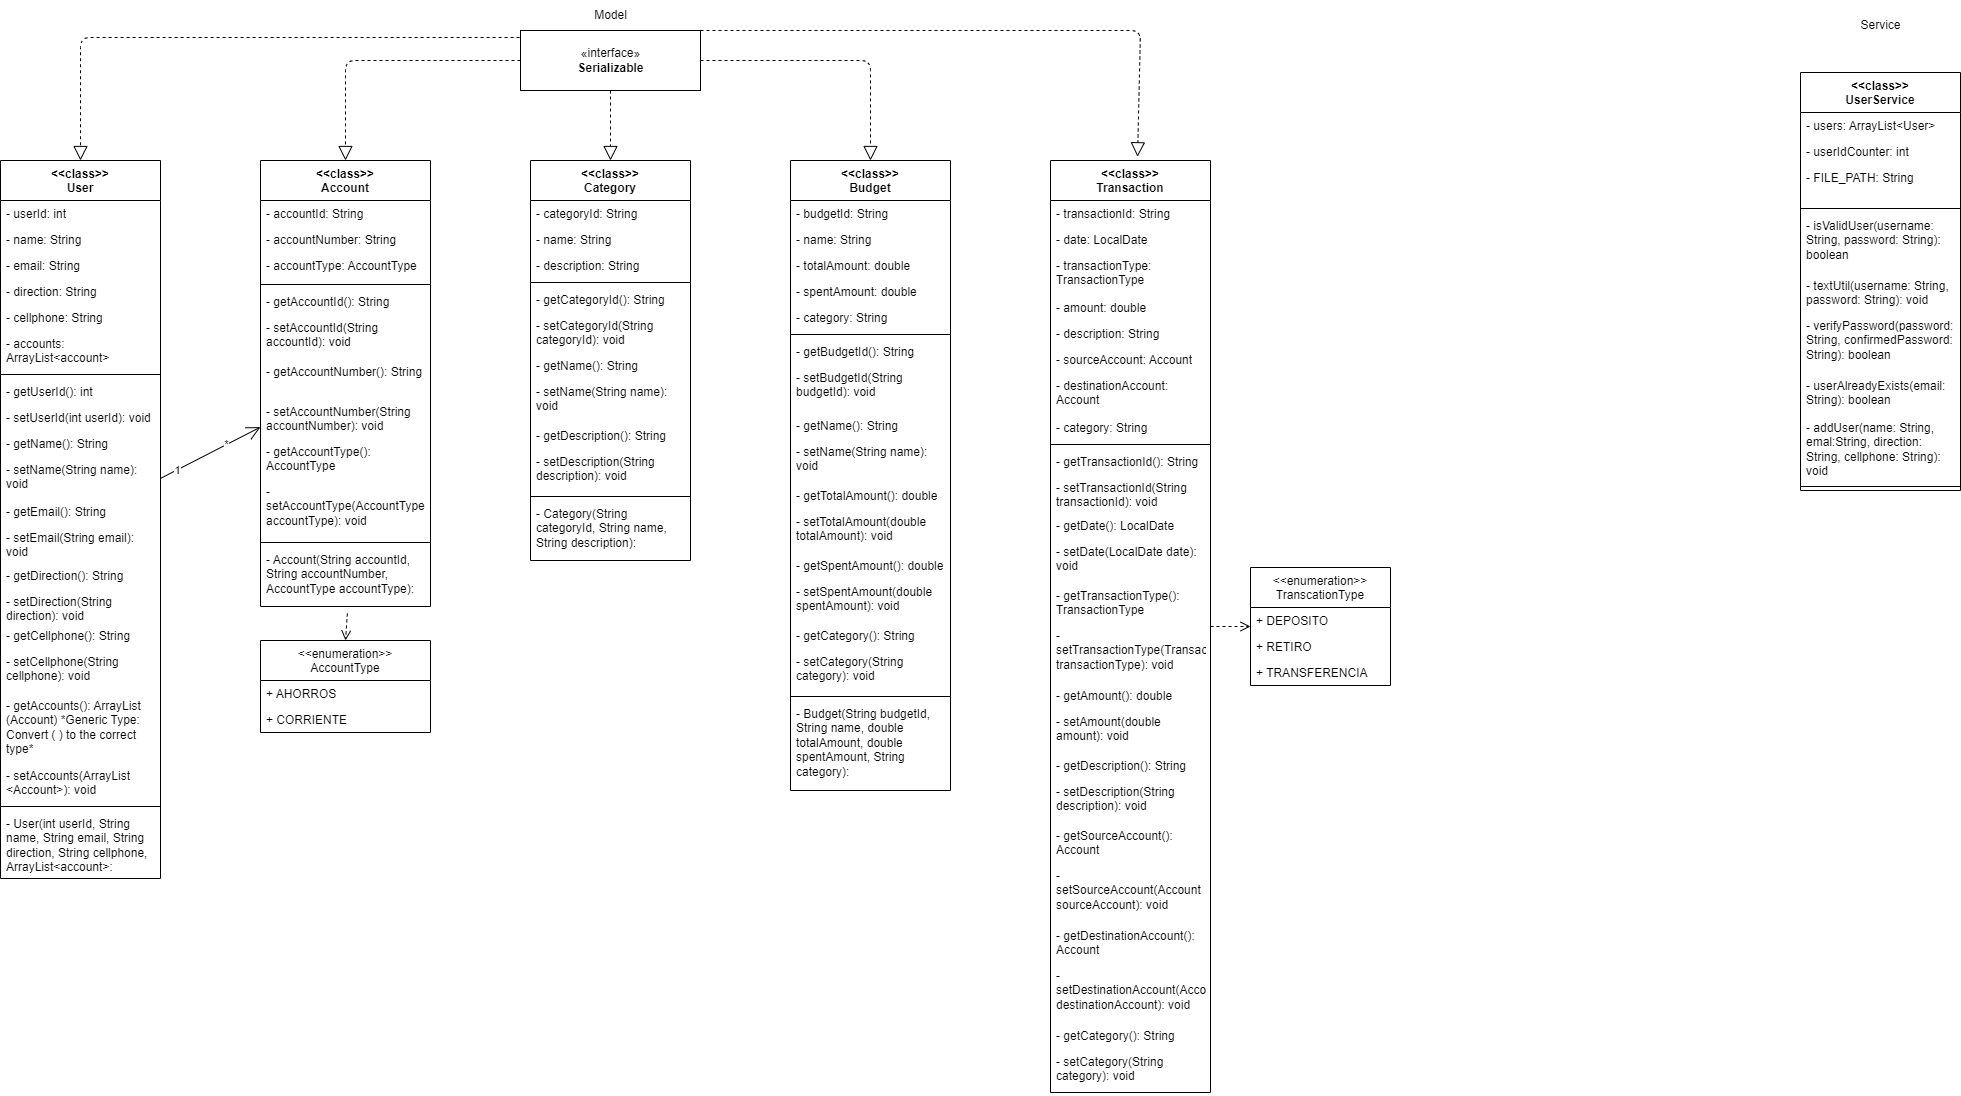 Model
Service
«interface»
Serializable
<<class>>
User
- userId: int
- name: String
- email: String
- direction: String
- cellphone: String
- accounts:
ArrayList<account>
- getUserId(): int
- setUserId(int userId): void
- getName(): String
- setName(String name):
void
- getEmail(): String
- setEmail(String email):
void
- getDirection(): String
- setDirection(String
direction): void
- getCellphone(): String
- setCellphone(String
cellphone): void
- getAccounts(): ArrayList
(Account) *Generic Type:
Convert ( ) to the correct
type*
- setAccounts(ArrayList
<Account>): void
- User(int userId, String
name, String email, String
direction, String cellphone,
ArrayList<account>:
1
*
<<class>>
Account
- accountId: String
- accountNumber: String
- accountType: AccountType
- getAccountId(): String
- setAccountId(String
accountId): void
- getAccountNumber(): String
- setAccountNumber(String
accountNumber): void
- getAccountType():
AccountType
-
setAccountType(AccountType
accountType): void
- Account(String accountId,
String accountNumber,
AccountType accountType):
<<enumeration>>
AccountType
+ AHORROS
+ CORRIENTE
<<class>>
Category
- categoryId: String
- name: String
- description: String
- getCategoryId(): String
- setCategoryId(String
categoryId): void
- getName(): String
- setName(String name):
void
- getDescription(): String
- setDescription(String
description): void
- Category(String
categoryId, String name,
String description):
<<class>>
Budget
- budgetId: String
- name: String
- totalAmount: double
- spentAmount: double
- category: String
- getBudgetId(): String
- setBudgetId(String
budgetId): void
- getName(): String
- setName(String name):
void
- getTotalAmount(): double
- setTotalAmount(double
totalAmount): void
- getSpentAmount(): double
- setSpentAmount(double
spentAmount): void
- getCategory(): String
- setCategory(String
category): void
- Budget(String budgetId,
String name, double
totalAmount, double
spentAmount, String
category):
<<class>>
Transaction
- transactionId: String
- date: LocalDate
- transactionType:
TransactionType
- amount: double
- description: String
- sourceAccount: Account
- destinationAccount:
Account
- category: String
- getTransactionId(): String
- setTransactionId(String
transactionId): void
- getDate(): LocalDate
- setDate(LocalDate date):
void
- getTransactionType():
TransactionType
-
setTransactionType(Transac
transactionType): void
- getAmount(): double
- setAmount(double
amount): void
- getDescription(): String
- setDescription(String
description): void
- getSourceAccount():
Account
-
setSourceAccount(Account
sourceAccount): void
- getDestinationAccount():
Account
-
setDestinationAccount(Acco
destinationAccount): void
- getCategory(): String
- setCategory(String
category): void
<<enumeration>>
TranscationType
+ DEPOSITO
+ RETIRO
+ TRANSFERENCIA
<<class>>
UserService
- users: ArrayList<User>
- userIdCounter: int
- FILE_PATH: String
- isValidUser(username:
String, password: String):
boolean
- textUtil(username: String,
password: String): void
- verifyPassword(password:
String, confirmedPassword:
String): boolean
- userAlreadyExists(email:
String): boolean
- addUser(name: String,
emal:String, direction:
String, cellphone: String):
void